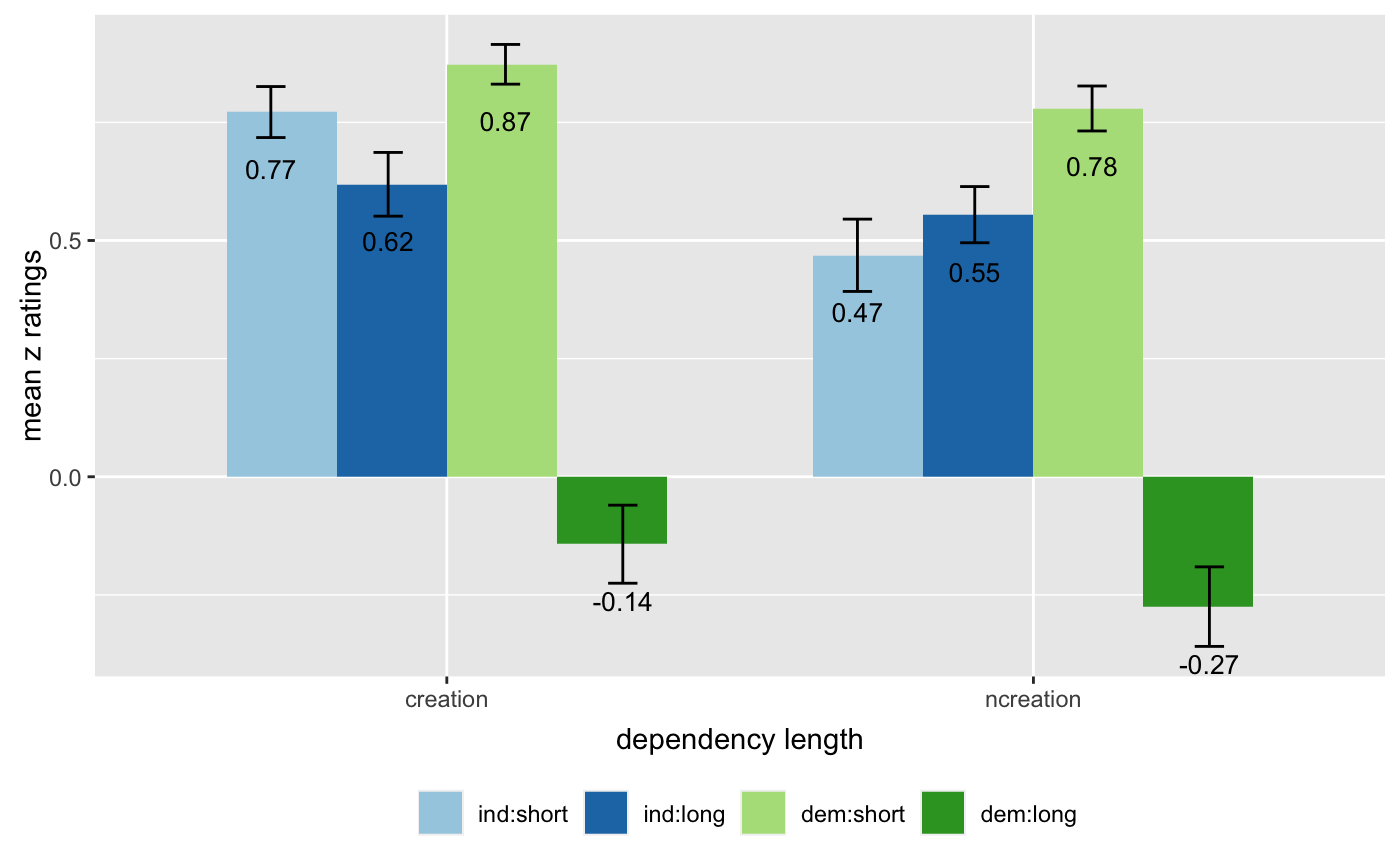 mean z ratings
0.5
0.0
0.77
0.62
0.87
-0.14
0.47
0.55
0.78
-0.27
creation
ncreation
dependency length
ind:short ind:long dem:short dem:long